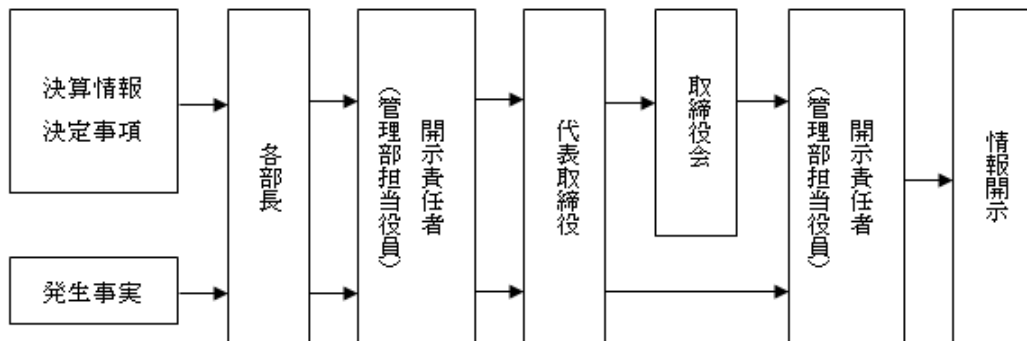 決算情報
決定事項
発生事実
各部長
開示責任者
（管理部担当役員）
代表取締役
取締役会
開示責任者
（管理部担当役員）
情報開示